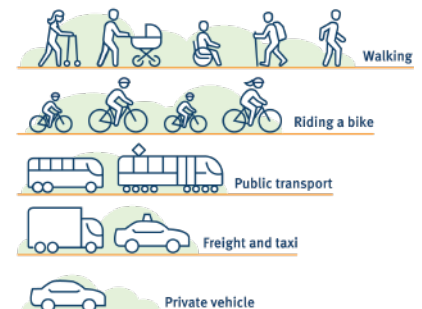 Walking
Riding a bike
Public transport
Freight and taxi
Private vehicle